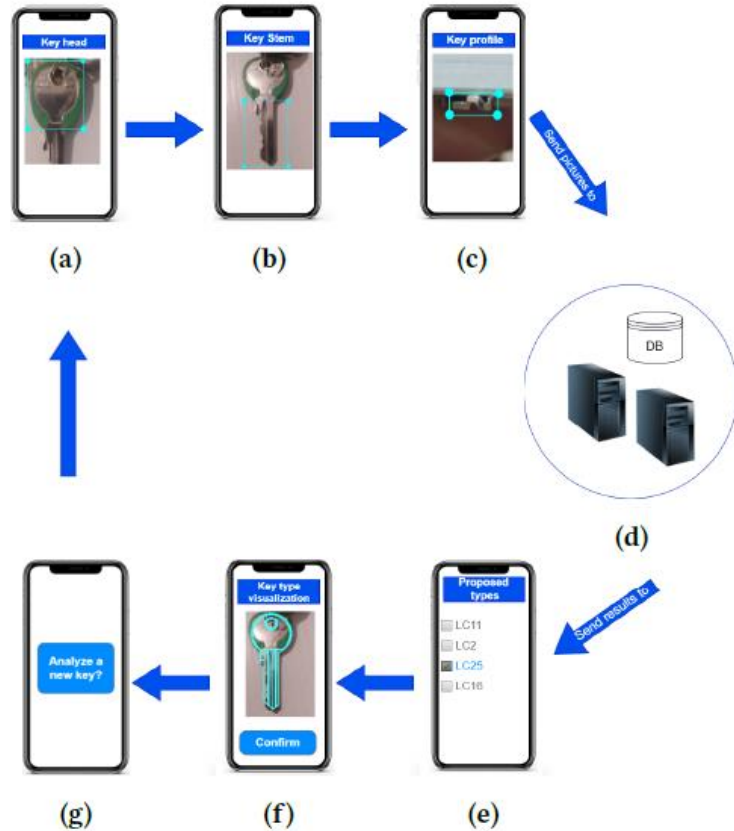 Key head
Key Stem
Key profile
Send pictures to
(a)
(b)
(c)
DB
(d)
Send results to
Analyze a
new key?
Key type
visualization
Confirm
Proposed
types
LC11
LC2
LC25
LC16
(g)
(f)
(e)